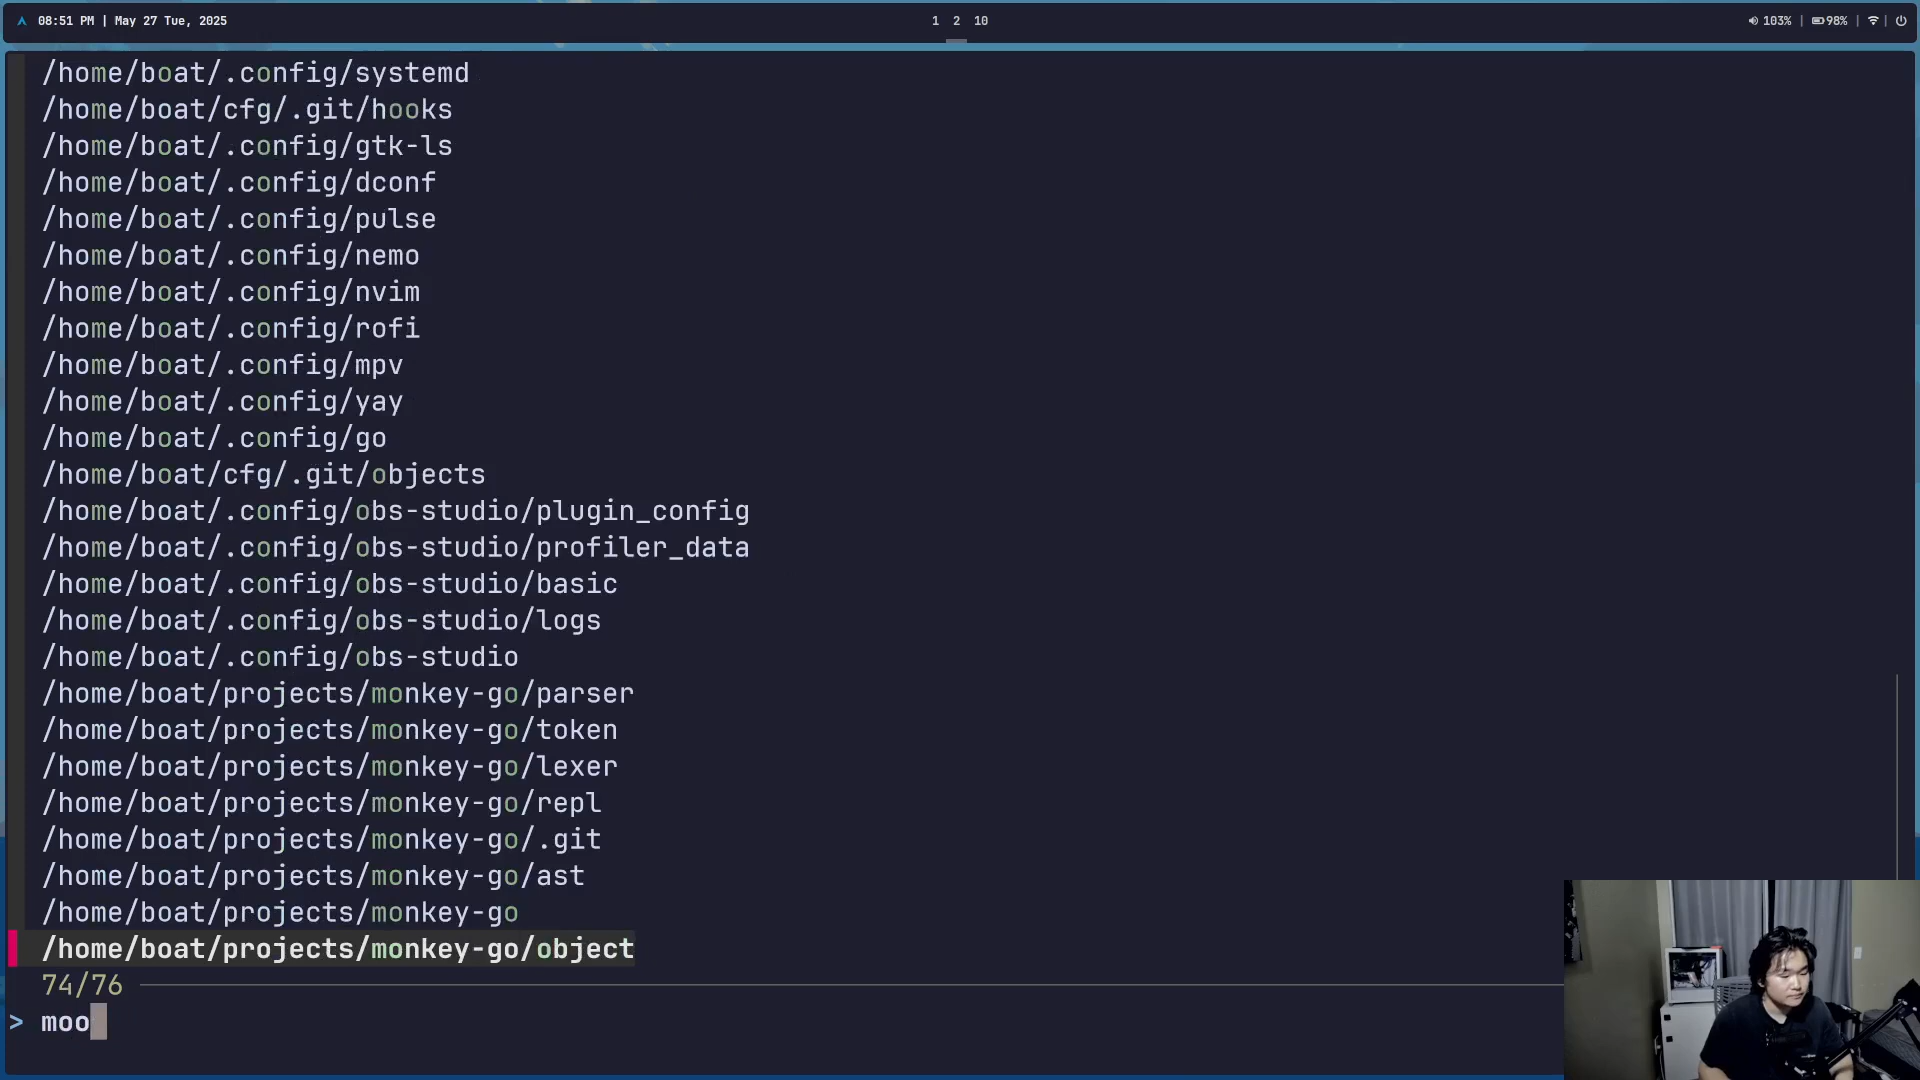 08:51 PM | May 27 Tue, 2025
1 2 10
103% | 98% | |
/home/boat/.config/systemd
/home/boat/cfg/.git/hooks
/home/boat/.config/gtk-ls
/home/boat/.config/dconf
/home/boat/.config/pulse
/home/boat/.config/nemo
/home/boat/.config/nvim
/home/boat/.config/rofi
/home/boat/.config/mpv
/home/boat/.config/yay
/home/boat/.config/go
/home/boat/cfg/.git/objects
/home/boat/.config/obs-studio/plugin_config
/home/boat/.config/obs-studio/profiler_data
/home/boat/.config/obs-studio/basic
/home/boat/.config/obs-studio/logs
/home/boat/.config/obs-studio
/home/boat/projects/monkey-go/parser
/home/boat/projects/monkey-go/token
/home/boat/projects/monkey-go/lexer
/home/boat/projects/monkey-go/repl
/home/boat/projects/monkey-go/.git
/home/boat/projects/monkey-go/ast
/home/boat/projects/monkey-go
/home/boat/projects/monkey-go/object
74/76
> moo